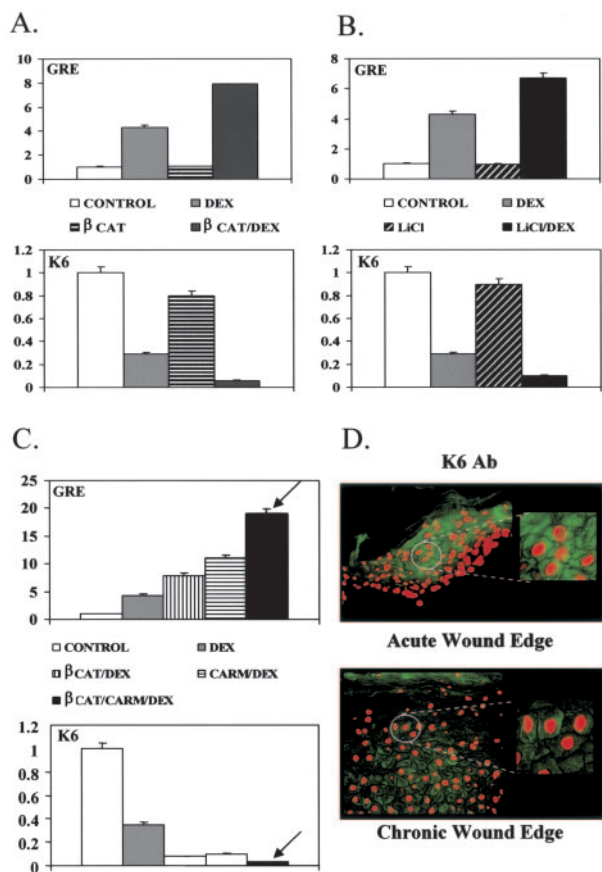 A.
GRE
10
8
6
4
2
0
CONTROL DEX
β CAT β CAT/DEX
K6
1.2
1
0.8
0.6
0.4
0.2
0
B.
GRE
8
6
4
2
0
CONTROL DEX
LiCl LiCl/DEX
K6
1.2
1
0.8
0.6
0.4
0.2
0
C.
GRE
25
20
15
10
5
0
CONTROL DEX
βCAT/DEX CARM/DEX
βCAT/CARM/DEX
K6
1.2
1
0.8
0.6
0.4
0.2
0
D.
K6 Ab
Acute Wound Edge
Chronic Wound Edge